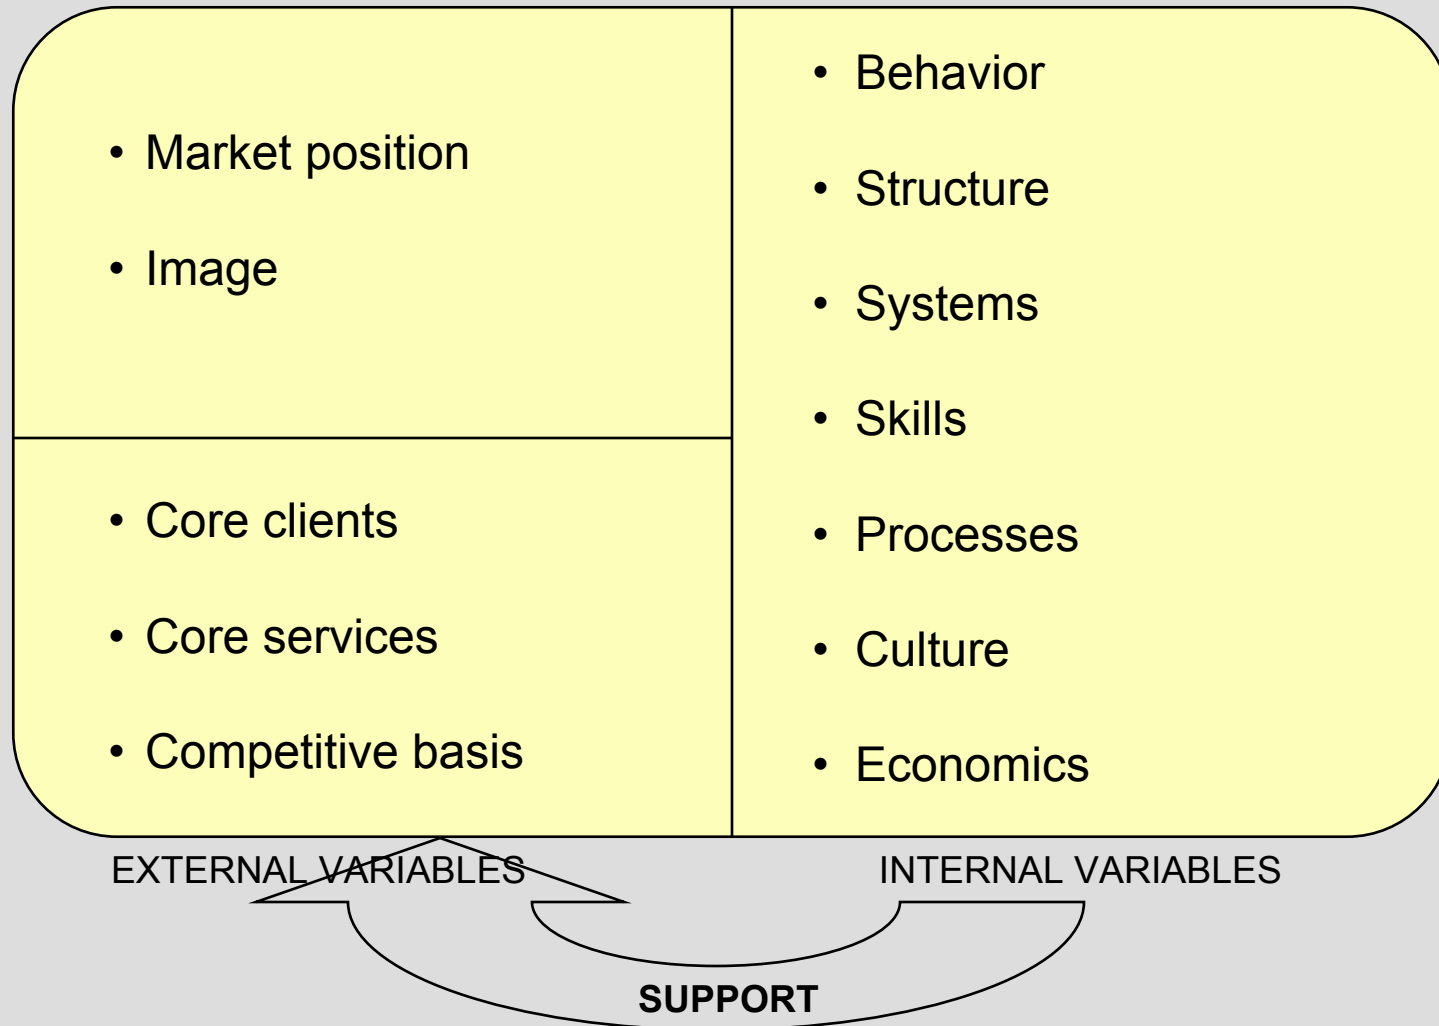 • Market position
• Image
• Core clients
• Core services
• Competitive basis
• Behavior
• Structure
• Systems
• Skills
• Processes
• Culture
• Economics
EXTERNAL VARIABLES
INTERNAL VARIABLES
SUPPORT